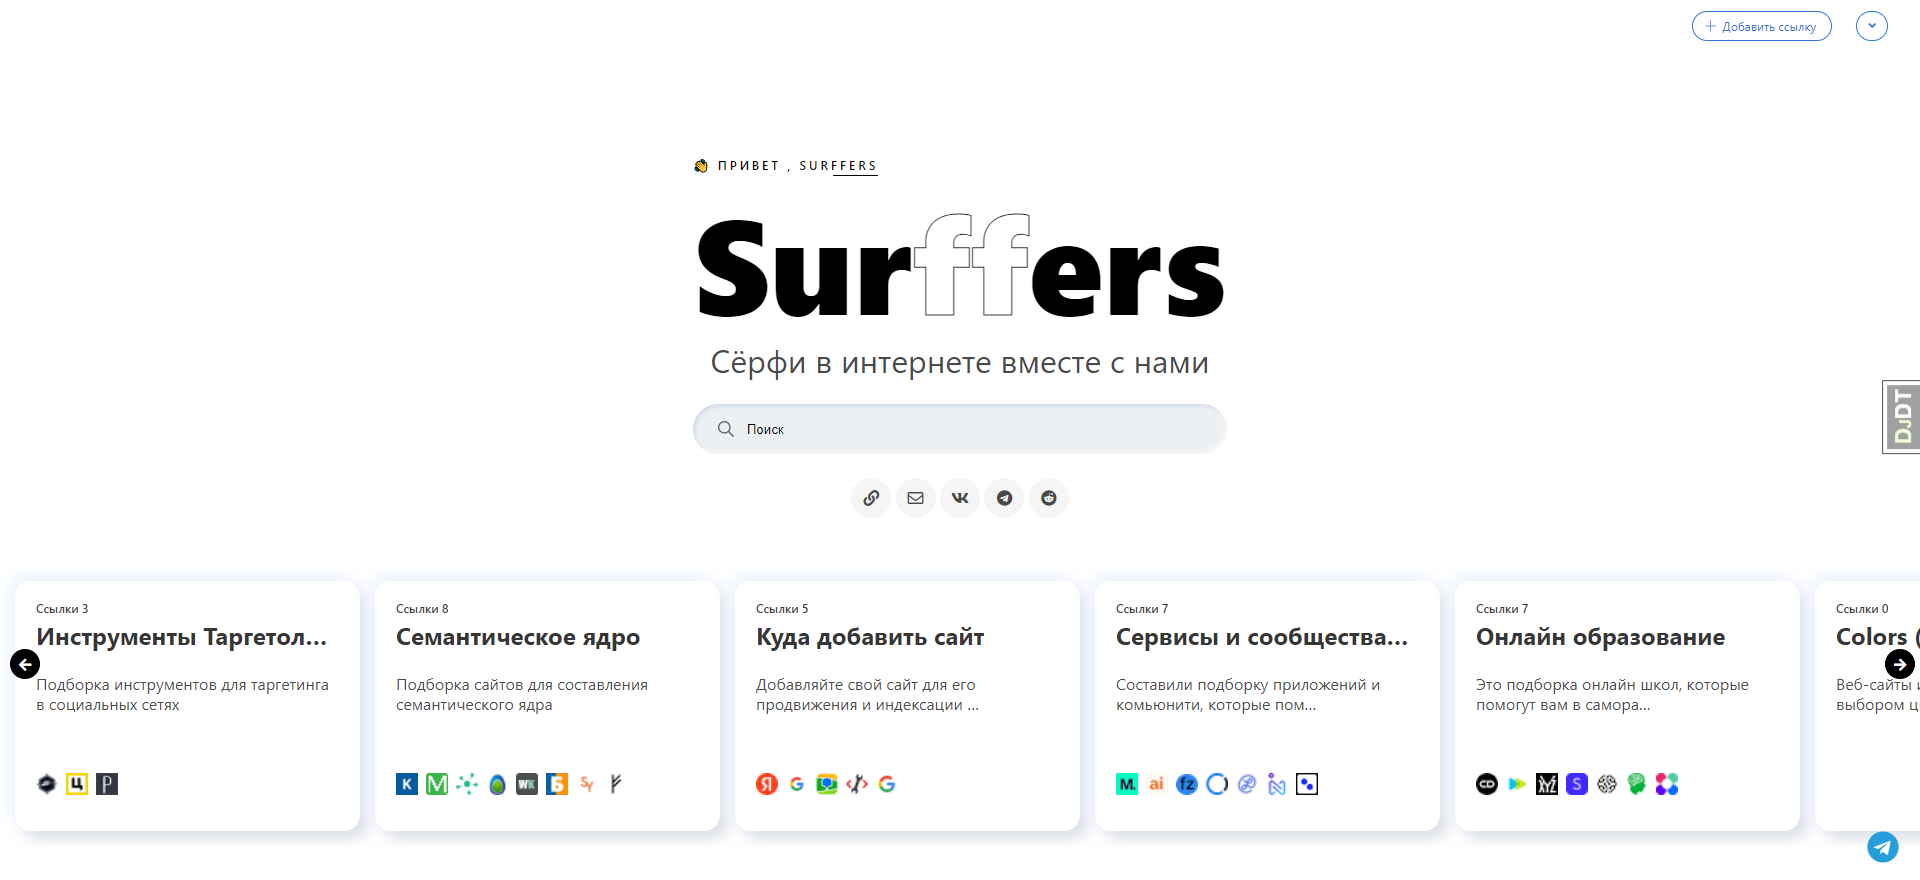 Добавить ссылку
ПРИВЕТ , SURFFERS
Surffers
Сёрфи в интернете вместе с нами
Поиск
DJDT
Ссылки 3
Инструменты Таргетол...
Подборка инструментов для таргетинга
в социальных сетях
Ссылки 8
Семантическое ядро
Подборка сайтов для составления
семантического ядра
Ссылки 5
Куда добавить сайт
Добавляйте свой сайт для его
продвижения и индексации ...
Ссылки 7
Сервисы и сообщества...
Составили подборку приложений и
комьюнити, которые пом...
Ссылки 7
Онлайн образование
Это подборка онлайн школ, которые
помогут вам в самора...
Ссылки 0
Colors (
Веб-сайты
выбором